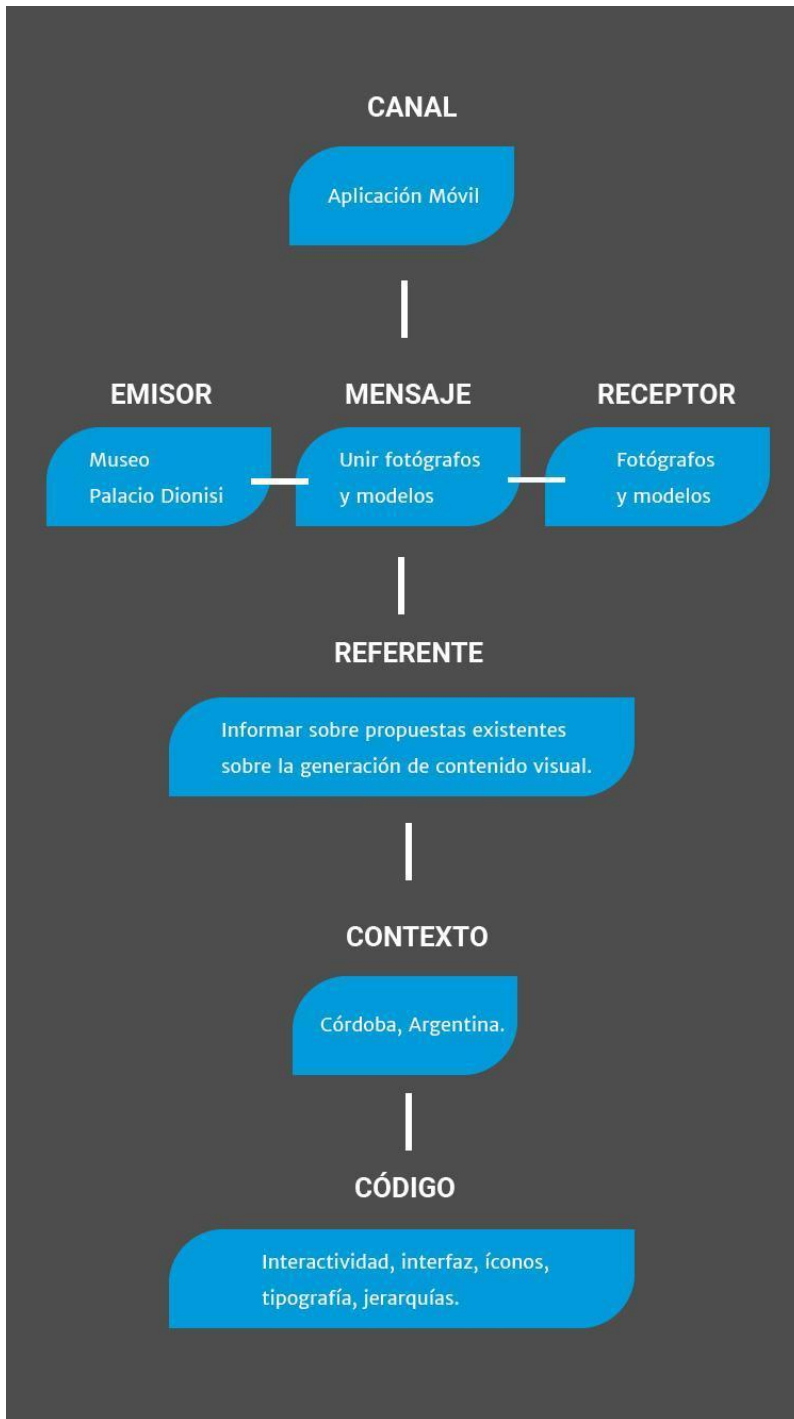 CANAL
Aplicación Móvil
EMISOR
Museo
Palacio Dionisi
MENSAJE
Unir fotógrafos
y modelos
RECEPTOR
Fotógrafos
y modelos
REFERENTE
Informar sobre propuestas existentes
sobre la generación de contenido visual.
CONTEXTO
Córdoba, Argentina.
CÓDIGO
Interactividad, interfaz, íconos,
tipografía, jerarquías.